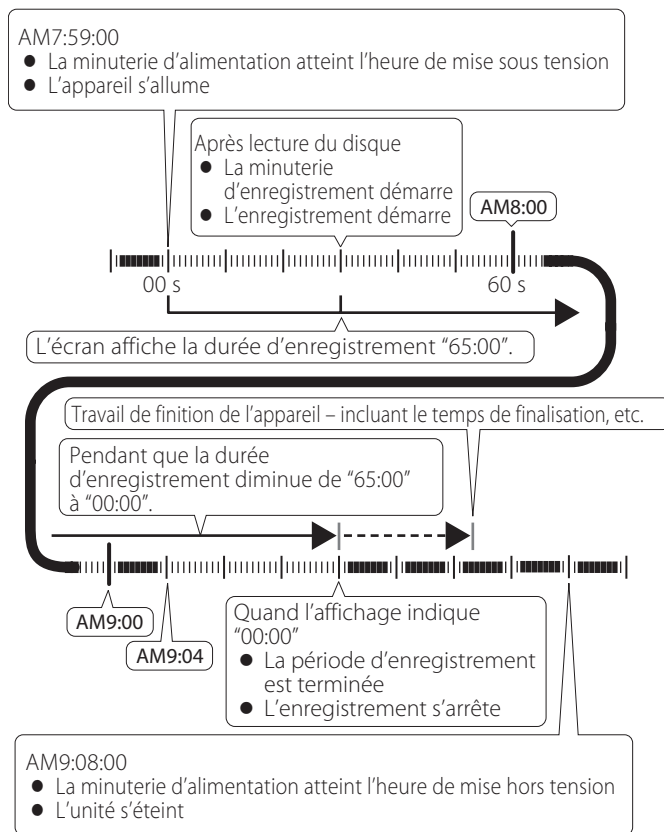 AM7:59:00
● La minuterie d’alimentation atteint l’heure de mise sous tension
● L’appareil s’allume
Après lecture du disque
● La minuterie
d’enregistrement démarre
● L’enregistrement démarre
AM8:00
00 s
60 s
L’écran affiche la durée d’enregistrement “65:00”.
Travail de finition de l’appareil – incluant le temps de finalisation, etc.
Pendant que la durée
d’enregistrement diminue de “65:00”
à “00:00”.
AM9:00
AM9:04
Quand l’affichage indique
“00:00”
● La période d’enregistrement
est terminée
● L’enregistrement s’arrête
AM9:08:00
● La minuterie d’alimentation atteint l’heure de mise hors tension
● L’unité s’éteint